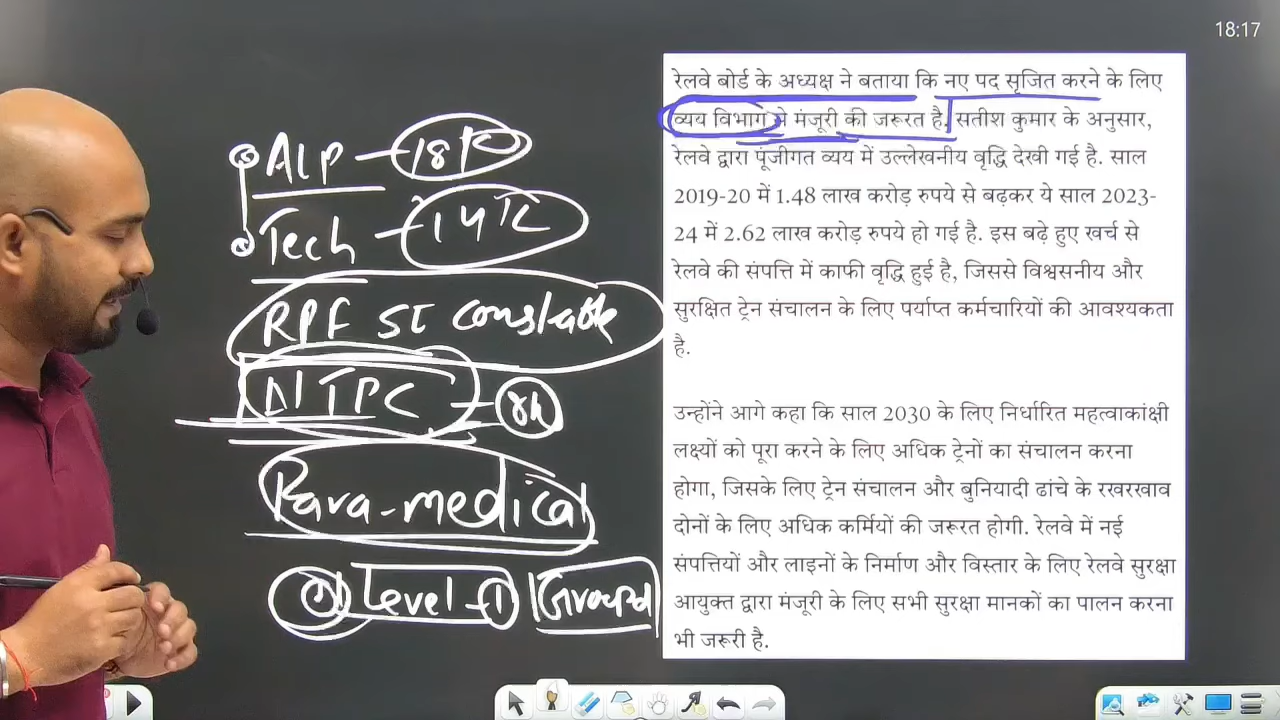 18:17
ALP - 18K
Tech - 14K
RPF SI constable
NTPC -
Para-medical
Level -1
रेलवे बोर्ड के अध्यक्ष ने बताया कि नए पद सृजित करने के लिए
व्यय विभाग से मंजूरी की जरूरत है. सतीश कुमार के अनुसार,
रेलवे द्वारा पूंजीगत व्यय में उल्लेखनीय वृद्धि देखी गई है. साल
2019-20 में 1.48 लाख करोड़ रुपये से बढ़कर ये साल 2023-
24 में 2.62 लाख करोड़ रुपये हो गई है. इस बढ़े हुए खर्च से
रेलवे की संपत्ति में काफी वृद्धि हुई है, जिससे विश्वसनीय और
सुरक्षित ट्रेन संचालन के लिए पर्याप्त कर्मचारियों की आवश्यकता
है.
उन्होंने आगे कहा कि साल 2030 के लिए निर्धारित महत्वाकांक्षी
लक्ष्यों को पूरा करने के लिए अधिक ट्रेनों का संचालन करना
होगा, जिसके लिए ट्रेन संचालन और बुनियादी ढांचे के रखरखाव
दोनों के लिए अधिक कर्मियों की जरूरत होगी. रेलवे में नई
संपत्तियों और लाइनों के निर्माण और विस्तार के लिए रेलवे सुरक्षा
आयुक्त द्वारा मंजूरी के लिए सभी सुरक्षा मानकों का पालन करना
भी जरूरी है.